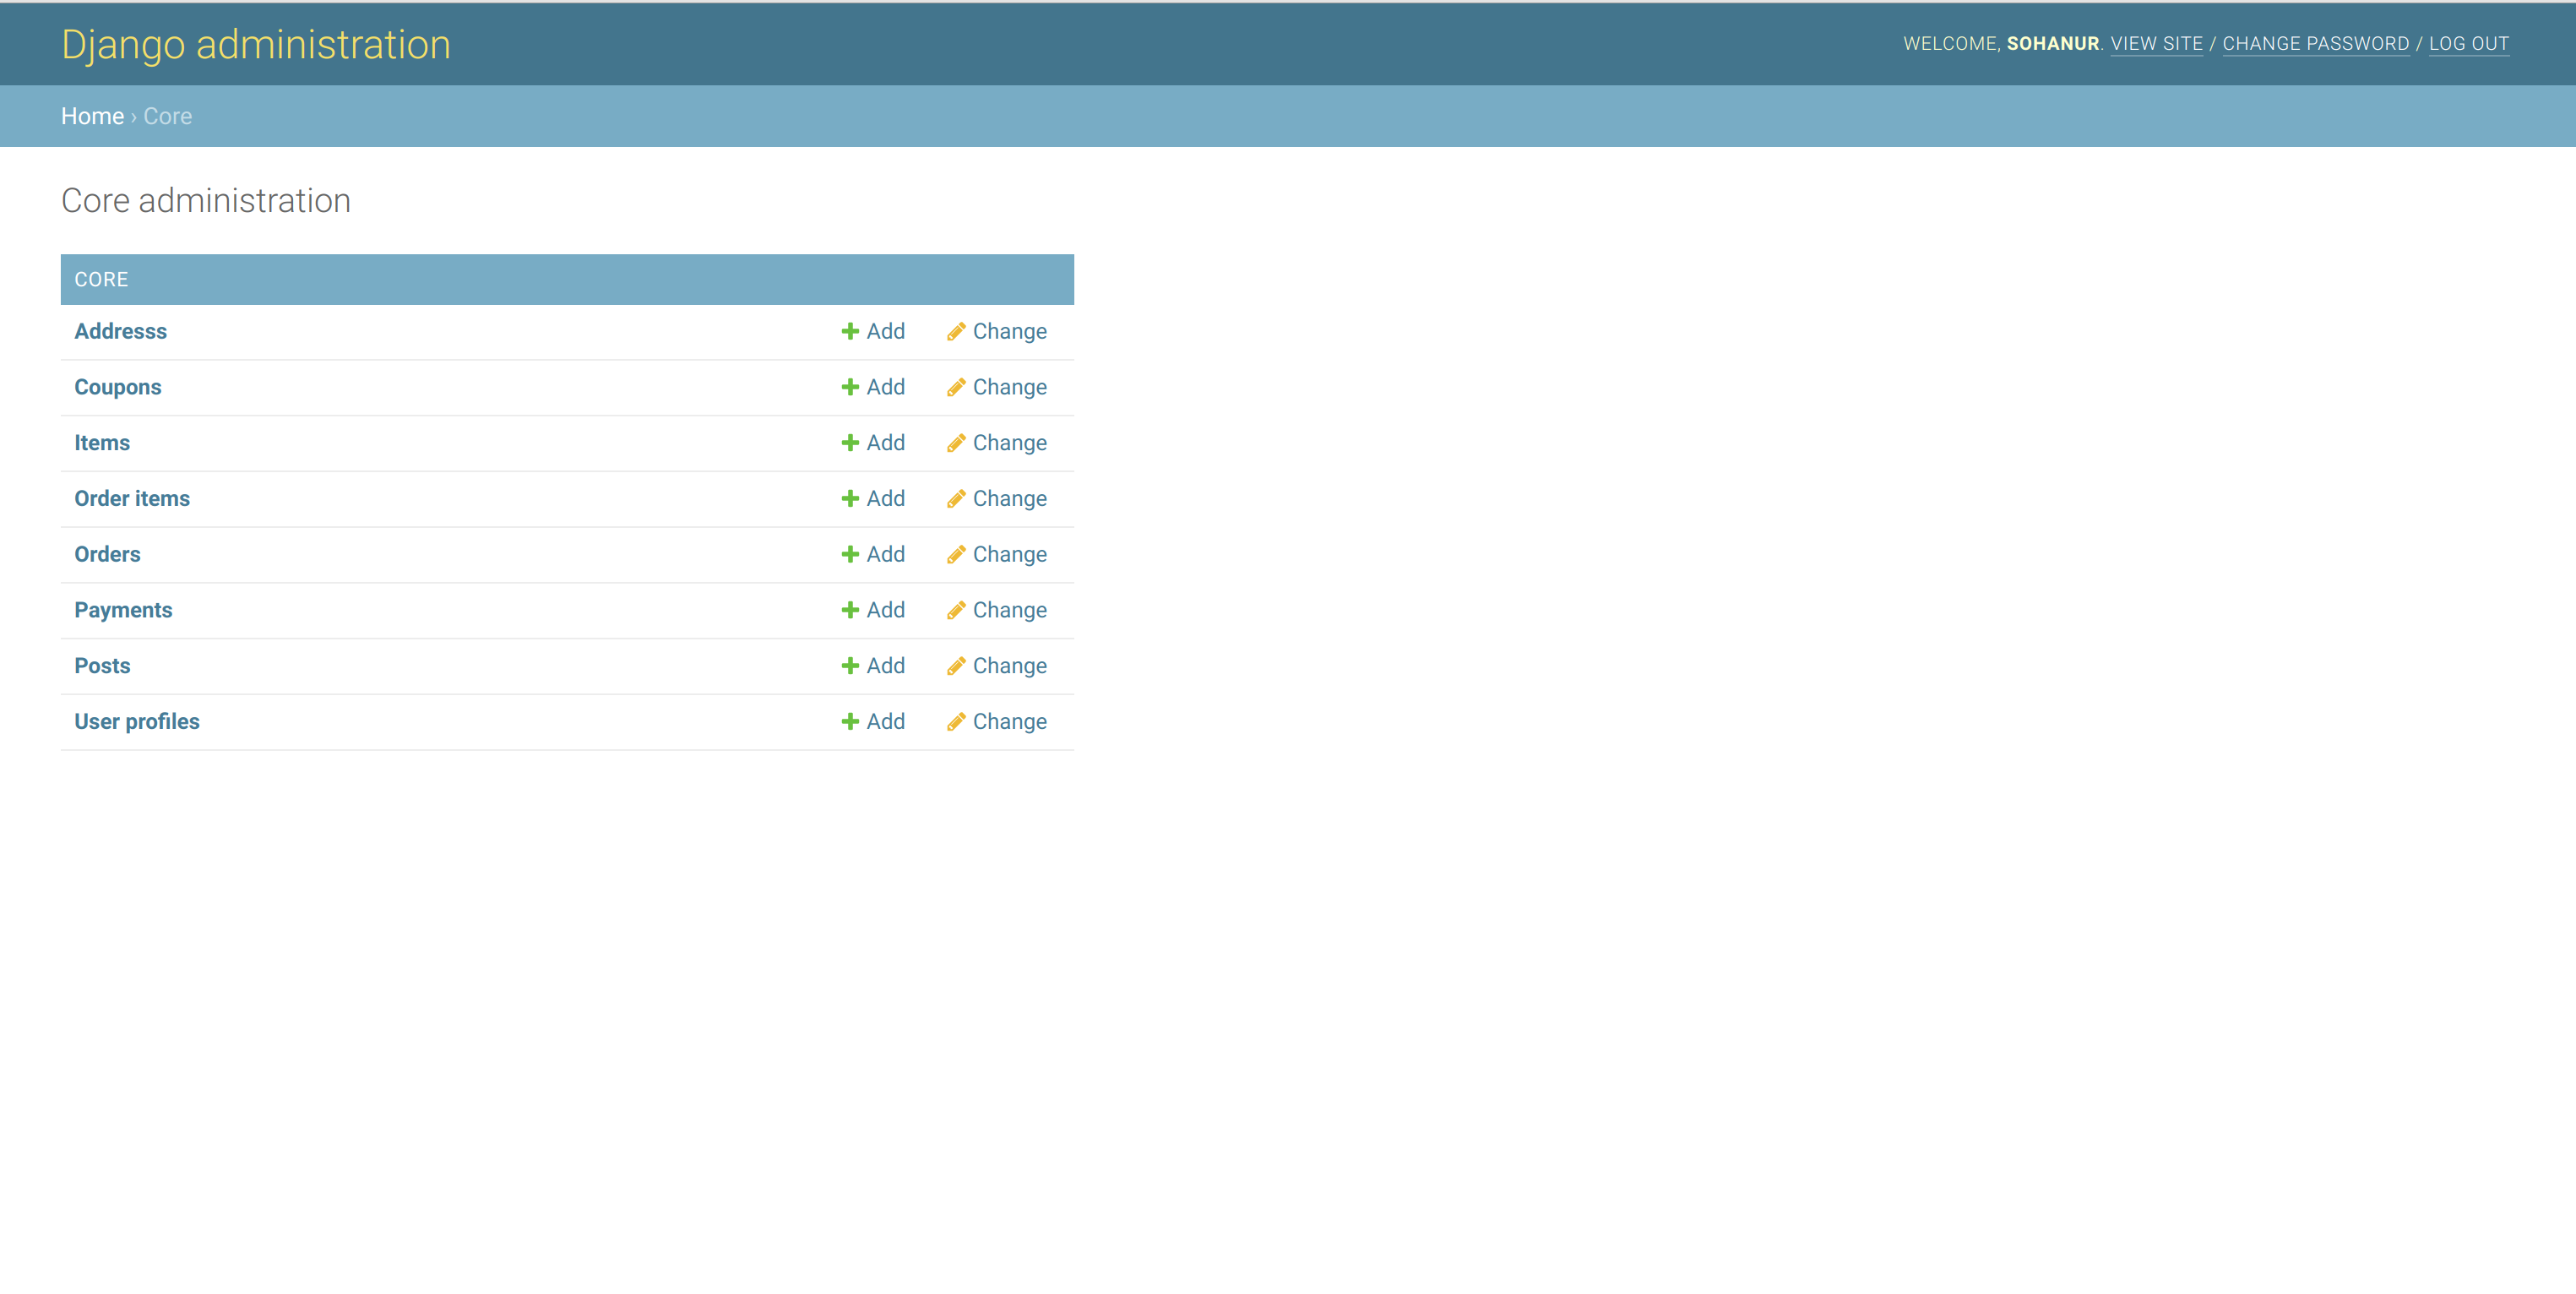 Django administration
WELCOME, SOHANUR. VIEW SITE / CHANGE PASSWORD / LOG OUT
Home › Core
Core administration
CORE
Addresss Add Change
Coupons Add Change
Items Add Change
Order items Add Change
Orders Add Change
Payments Add Change
Posts Add Change
User profiles Add Change